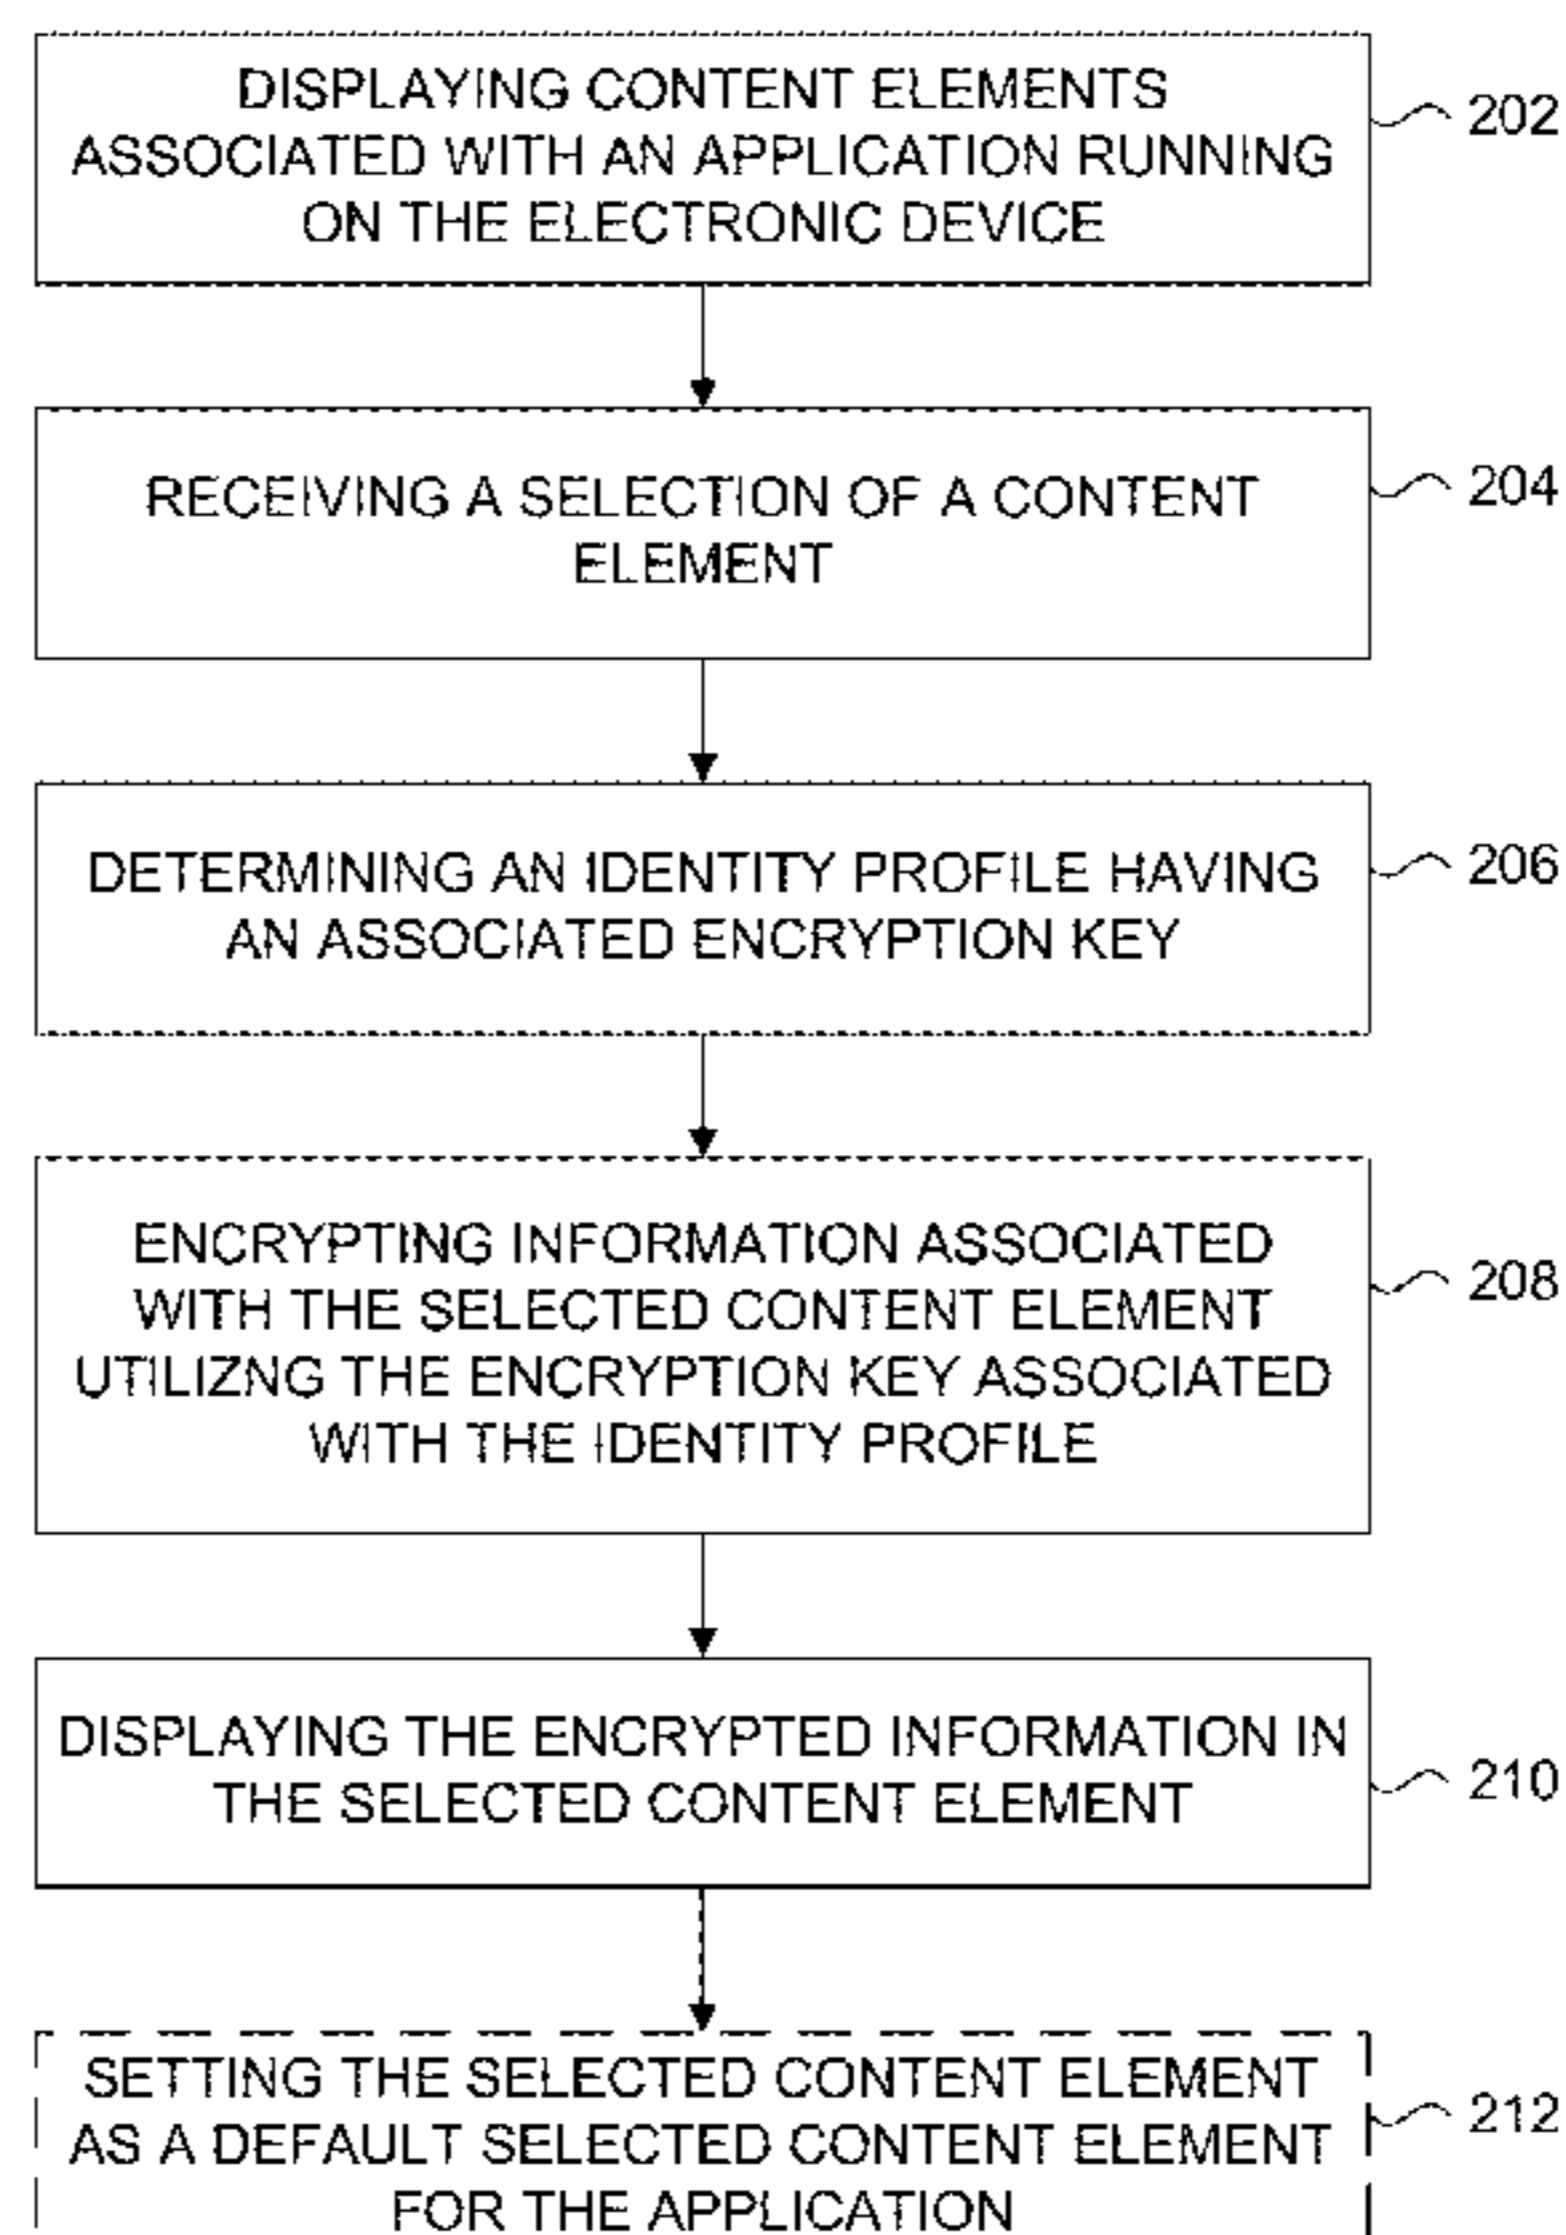 DISPLAYING CONTENT ELEMENTS
ASSOCIATED WITH AN APPLICATION RUNNING
ON THE ELECTRONIC DEVICE
202
RECEIVING A SELECTION OF A CONTENT
ELEMENT
204
DETERMINING AN IDENTITY PROFILE HAVING
AN ASSOCIATED ENCRYPTION KEY
206
ENCRYPTING INFORMATION ASSOCIATED
WITH THE SELECTED CONTENT ELEMENT
UTILIZNG THE ENCRYPTION KEY ASSOCIATED
WITH THE IDENTITY PROFILE
208
DISPLAYING THE ENCRYPTED INFORMATION IN
THE SELECTED CONTENT ELEMENT
210
SETTING THE SELECTED CONTENT ELEMENT
AS A DEFAULT SELECTED CONTENT ELEMENT
FOR THE APPLICATION
212